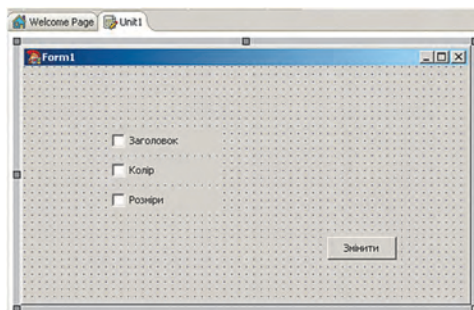 Welcome Page Unit1
Form1
Заголовок
Колір
Розміри
Змінити